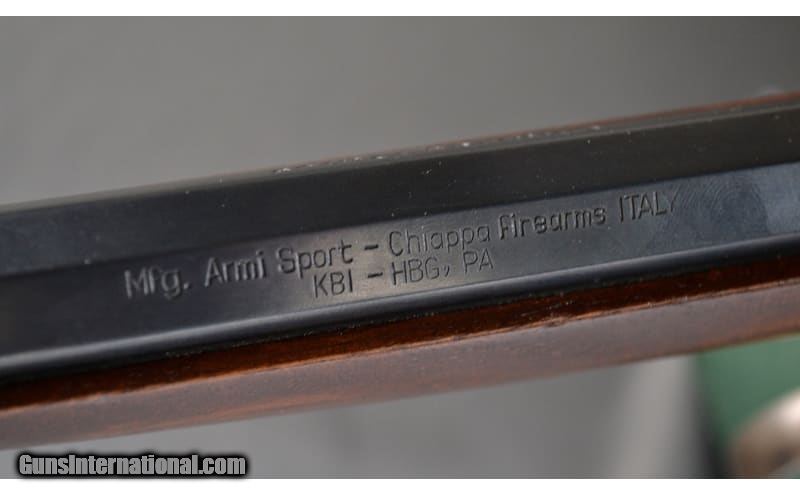 Mfg. Armi Sport - Chiappa Firearms ITALY
KBI - HBG, PA
GunsInternational.com